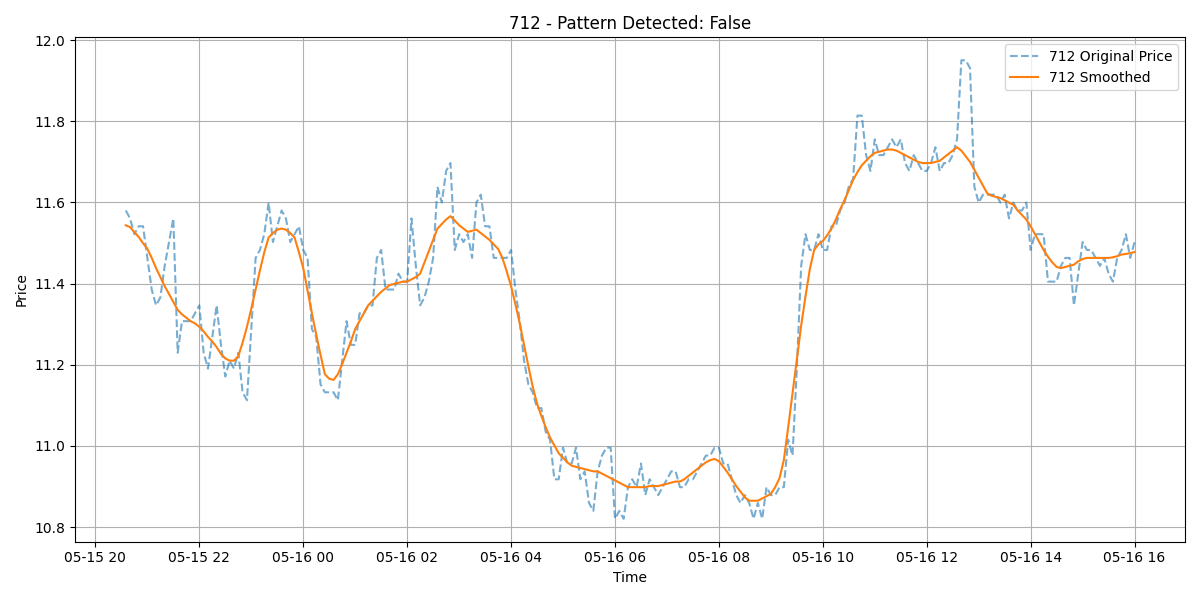 712 - Pattern Detected: False
712 Original Price
712 Smoothed
Price
12.0
11.8
11.6
11.4
11.2
11.0
10.8
05-15 20 05-15 22 05-16 00 05-16 02 05-16 04 05-16 06 05-16 08 05-16 10 05-16 12 05-16 14 05-16 16
Time